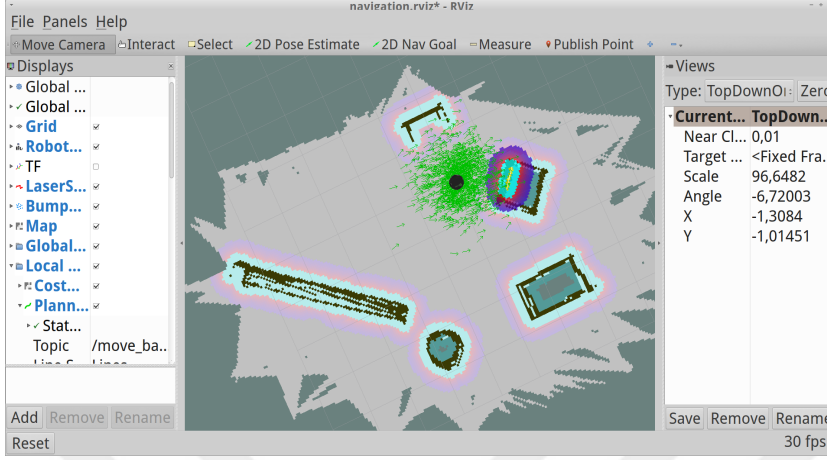 navigation.rviz* - RViz
File Panels Help
Move Camera Interact Select 2D Pose Estimate 2D Nav Goal Measure Publish Point
Displays
Global ...
Global ...
Grid
Robot...
TF
LaserS...
Bump...
Map
Global...
Local ...
Cost...
Plann...
Stat...
Topic /move_ba..
Add Remove Rename
Reset
Views
Type: TopDownOr Zero
Current... TopDown...
Near Cl... 0,01
Target ... <Fixed Fra...
Scale 96,6482
Angle -6,72003
X -1,3084
Y -1,01451
Save Remove Rename
30 fps